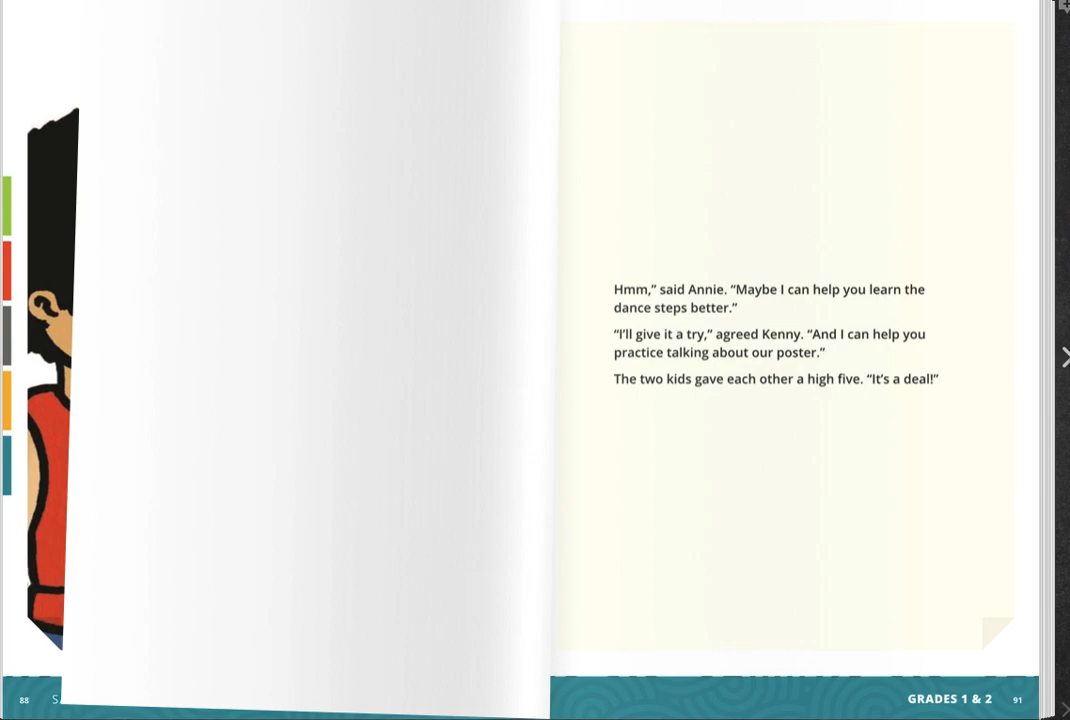 Hmm,” said Annie. “Maybe I can help you learn the
dance steps better.”
“I’ll give it a try,” agreed Kenny. “And I can help you
practice talking about our poster.”
The two kids gave each other a high five. “It’s a deal!”
88
GRADES 1 & 2 91